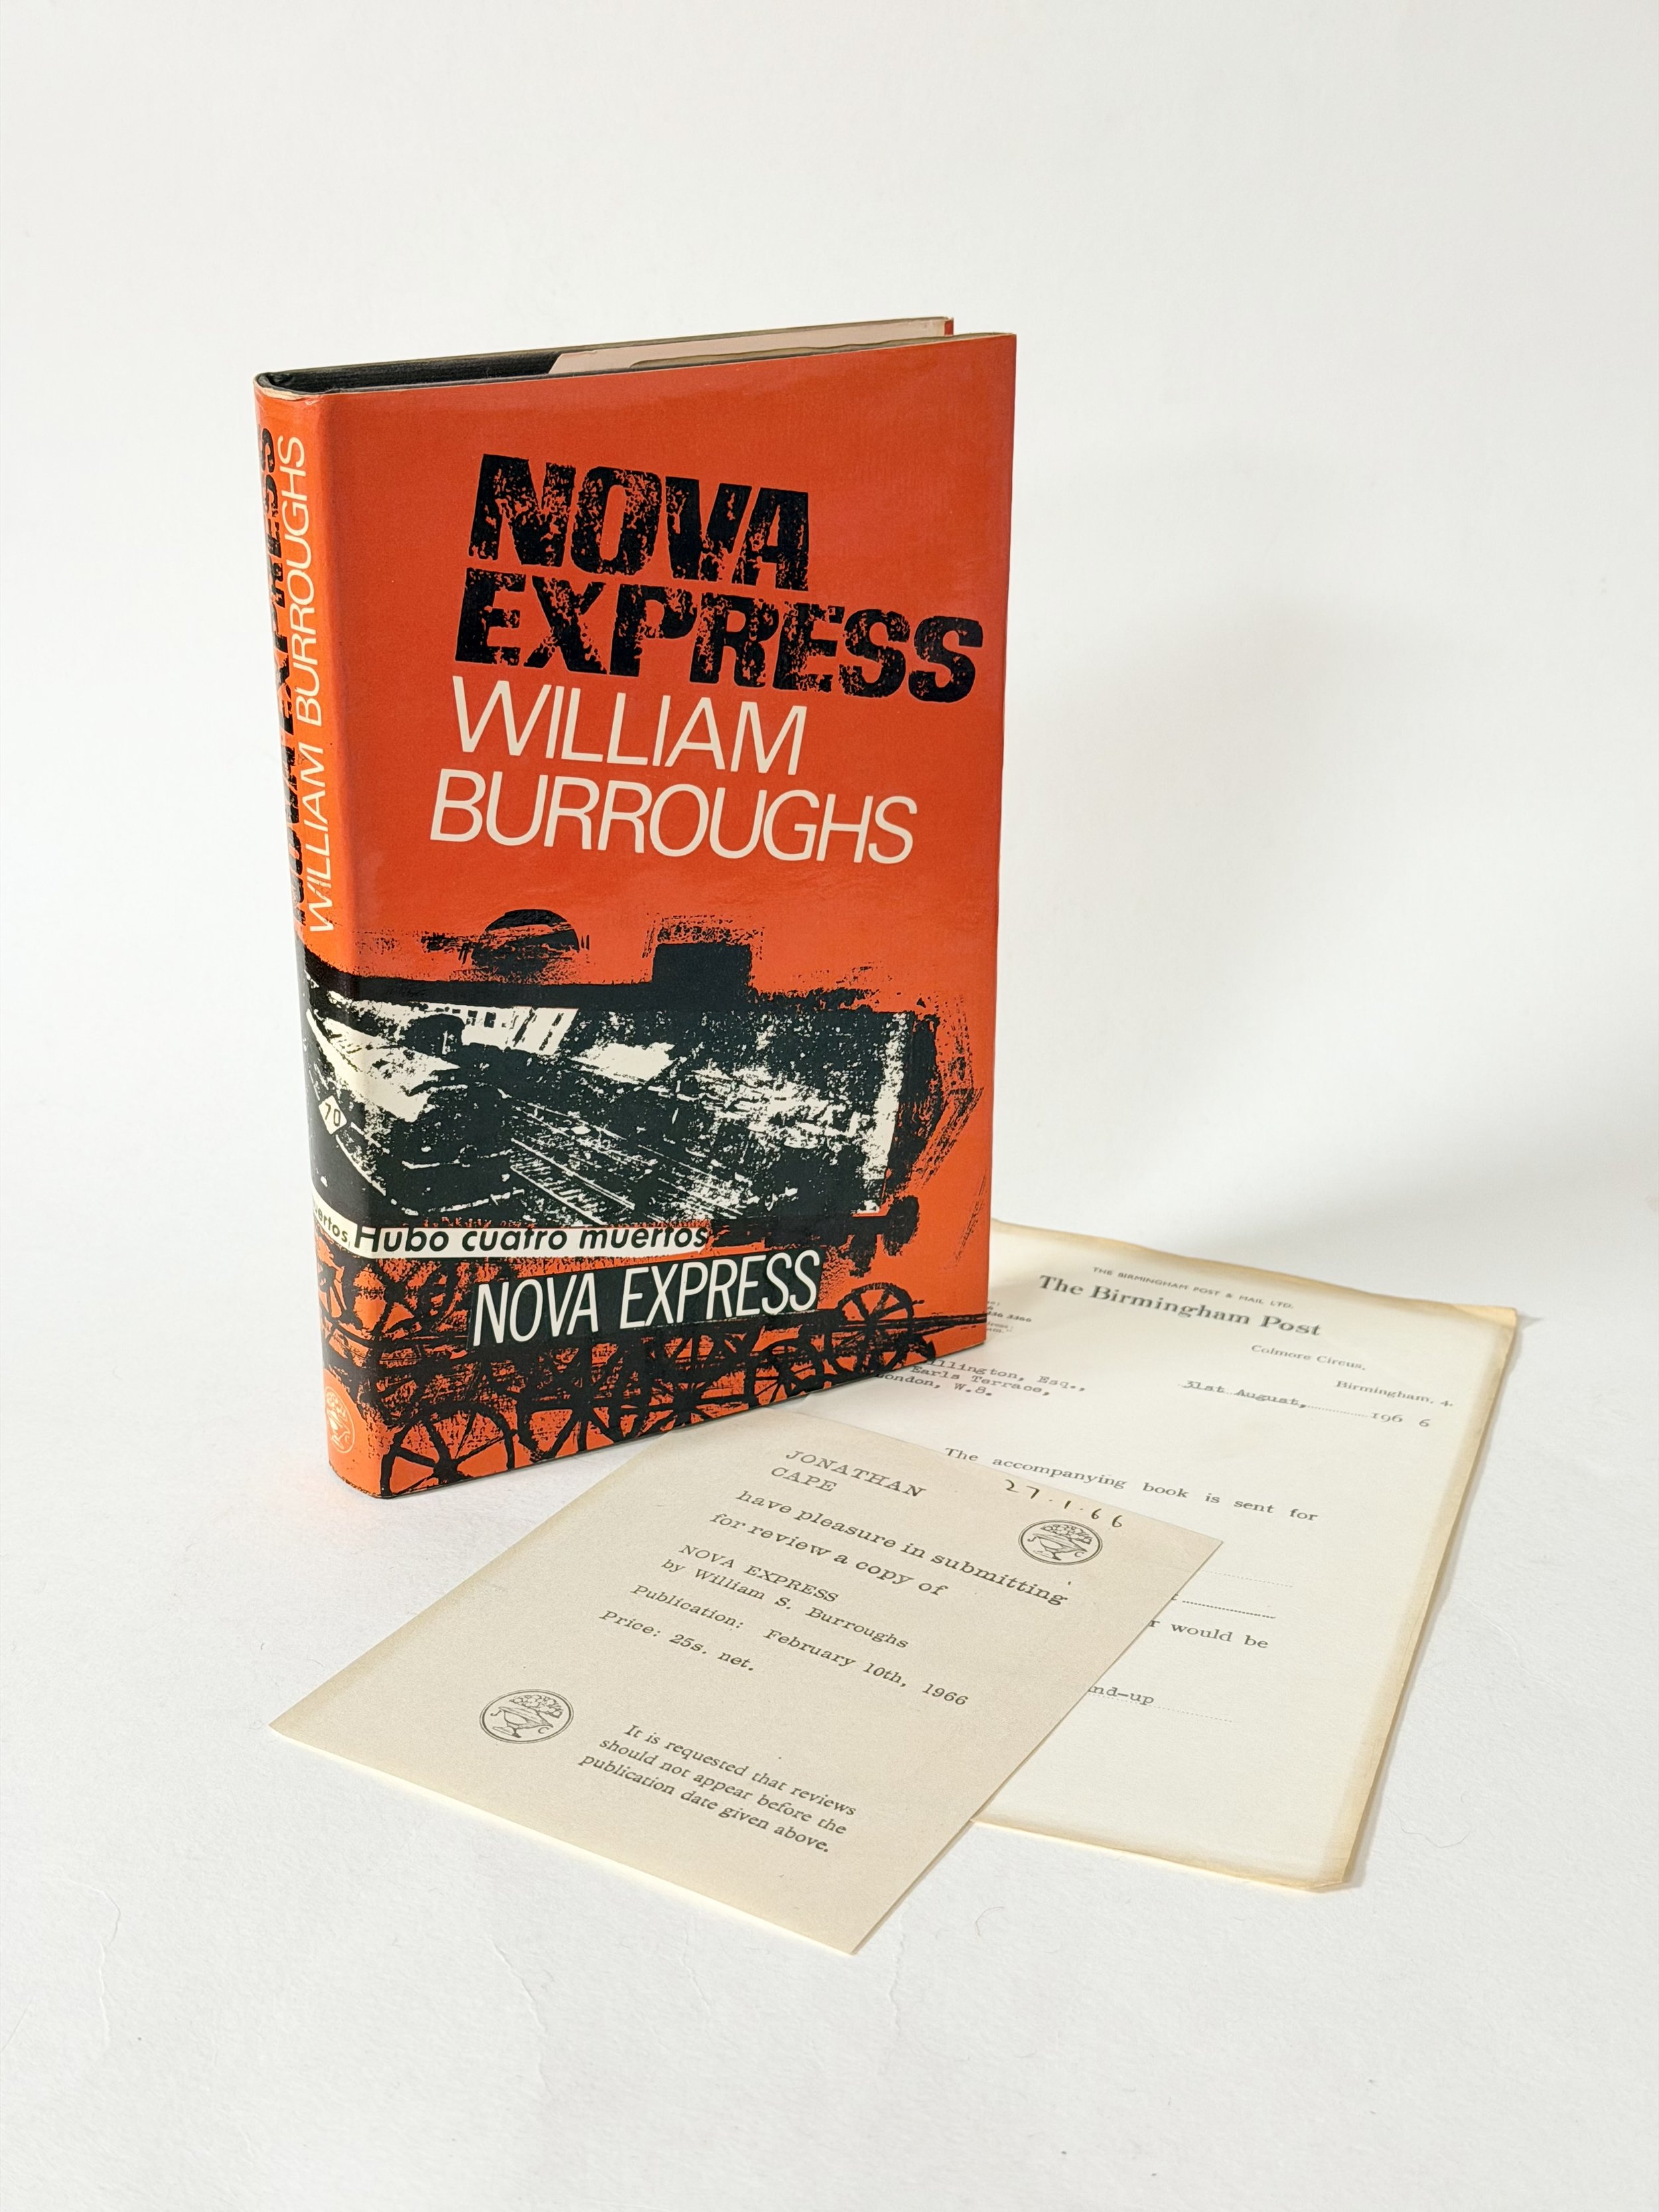 NOVA EXPRESS
WILLIAM BURROUGHS
70
NOVA
EXPRESS
WILLIAM
BURROUGHS
Hubo cuatro muertos
NOVA EXPRESS
THE BIRMINGHAM POST & MAIL LTD.
The Birmingham Post
Colmore Circus,
Birmingham, 4.
Esq.,
Earls Terrace,
London, W.8.
31st August, 196 6
The accompanying book is sent for
would be
nd-up
JONATHAN
CAPE
27.1.66
J C
have pleasure in submitting
for review a copy of
NOVA EXPRESS
by William S. Burroughs
Publication: February 10th, 1966
Price: 25s. net.
J C
It is requested that reviews
should not appear before the
publication date given above.